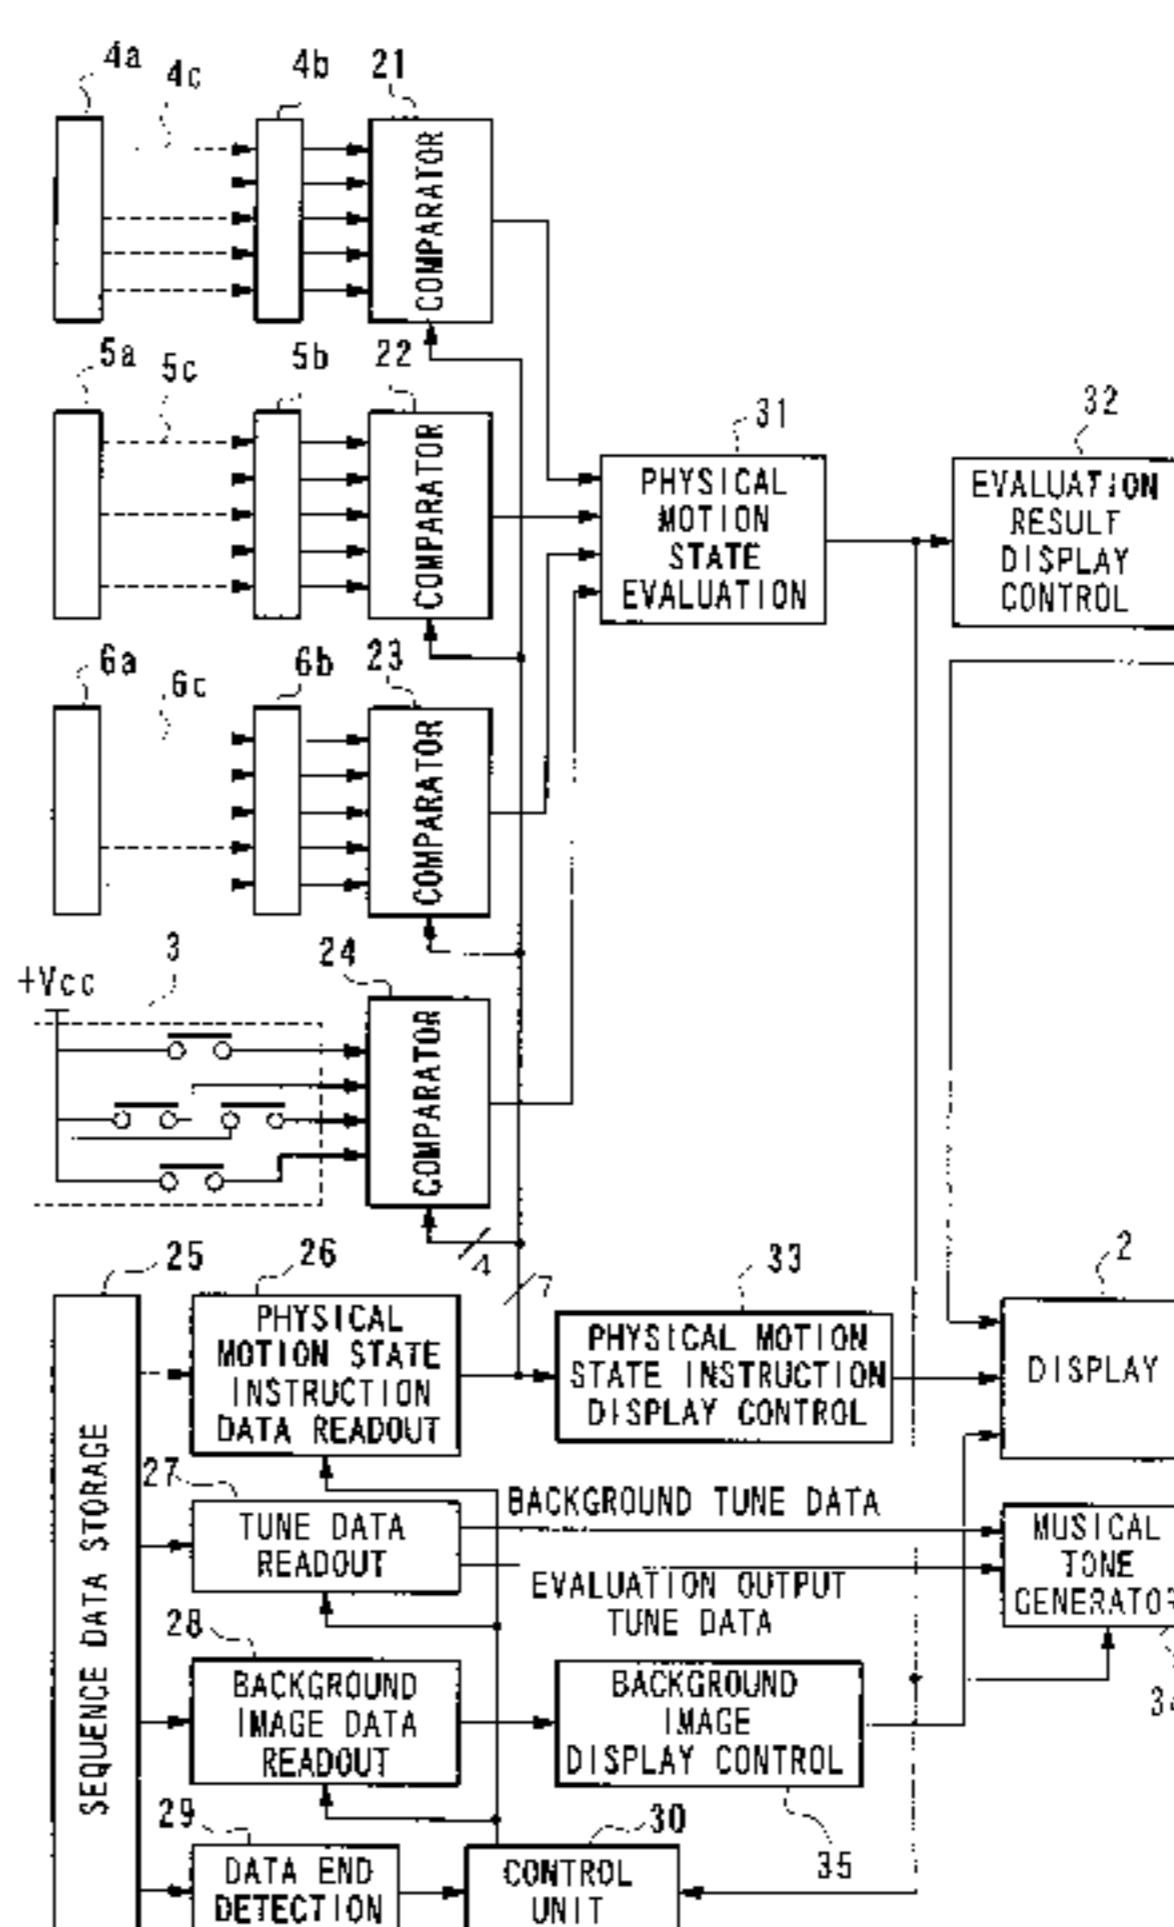 4a
4c
4b
21
COMPARATOR
5a
5c
5b
22
COMPARATOR
31
PHYSICAL
MOTION
STATE
EVALUATION
32
EVALUATION
RESULT
DISPLAY
CONTROL
6a
6c
6b
23
COMPARATOR
3
+Vcc
24
COMPARATOR
4
7
25
SEQUENCE DATA STORAGE
26
PHYSICAL
MOTION STATE
INSTRUCTION
DATA READOUT
33
PHYSICAL MOTION
STATE INSTRUCTION
DISPLAY CONTROL
2
DISPLAY
27
TUNE DATA
READOUT
BACKGROUND TUNE DATA
EVALUATION OUTPUT
TUNE DATA
MUSICAL
TONE
GENERATOR
34
28
BACKGROUND
IMAGE DATA
READOUT
BACKGROUND
IMAGE
DISPLAY CONTROL
35
29
DATA END
DETECTION
30
CONTROL
UNIT